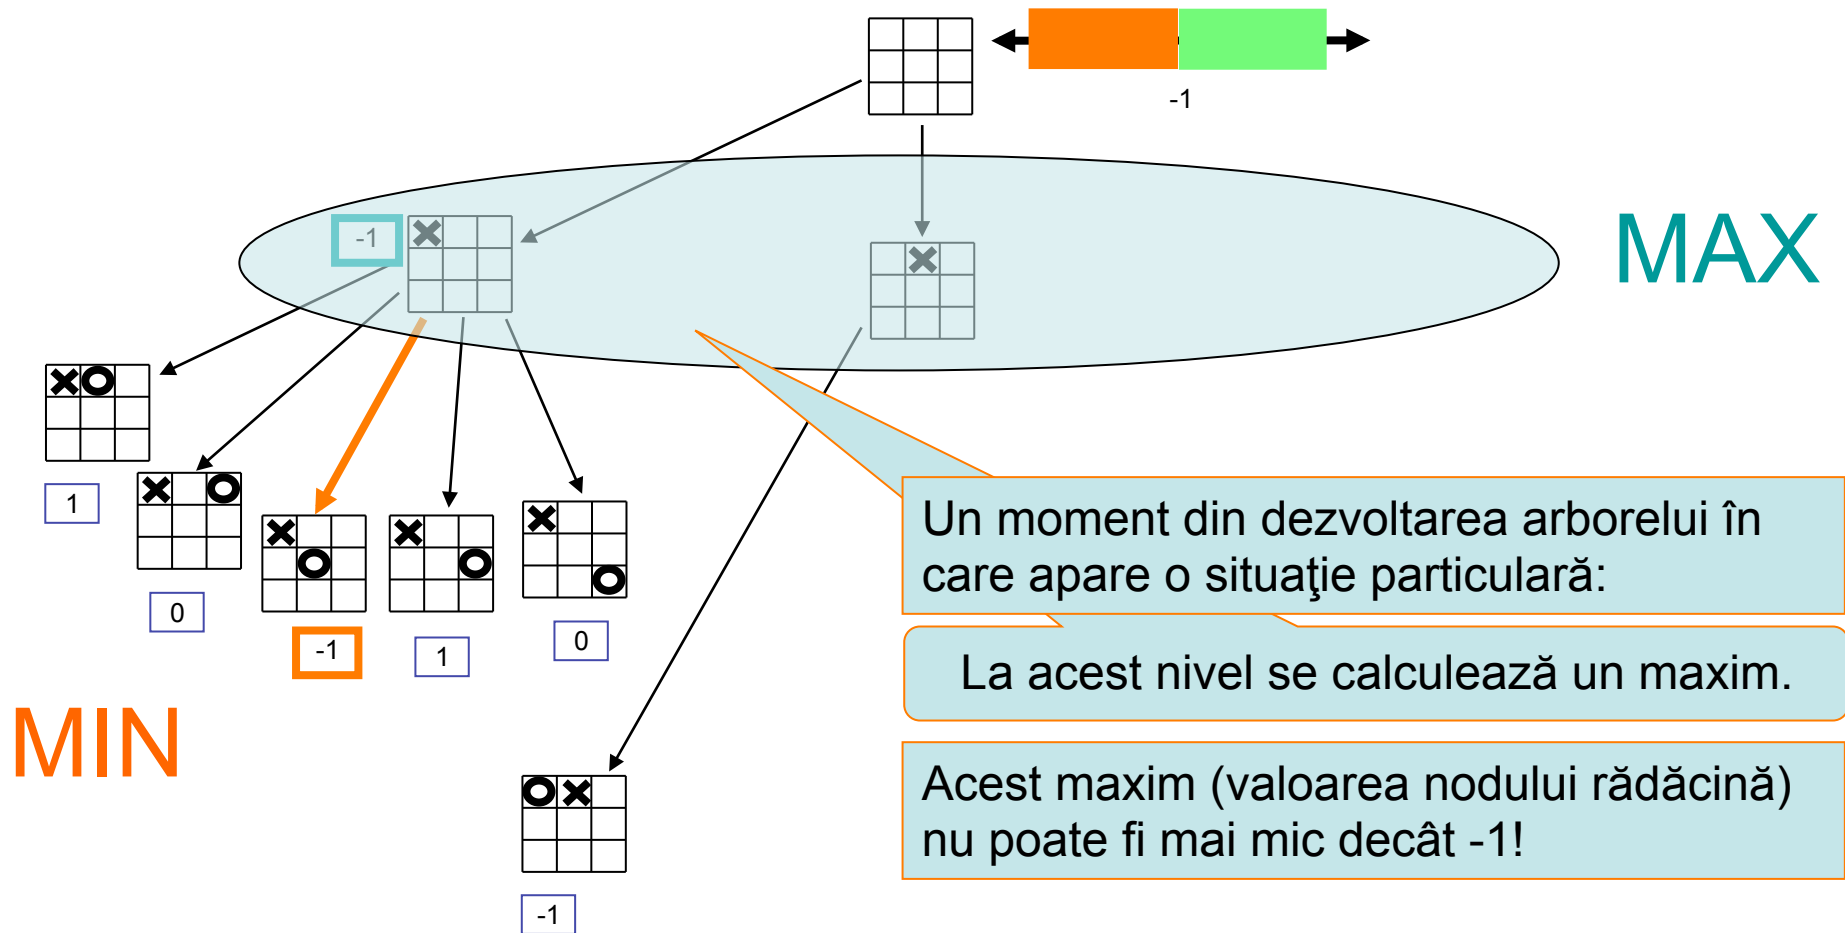 -1
MAX
-1
1
0
-1
1
0
MIN
-1
Un moment din dezvoltarea arborelui în
care apare o situaţie particulară:
La acest nivel se calculează un maxim.
Acest maxim (valoarea nodului rădăcină)
nu poate fi mai mic decât -1!